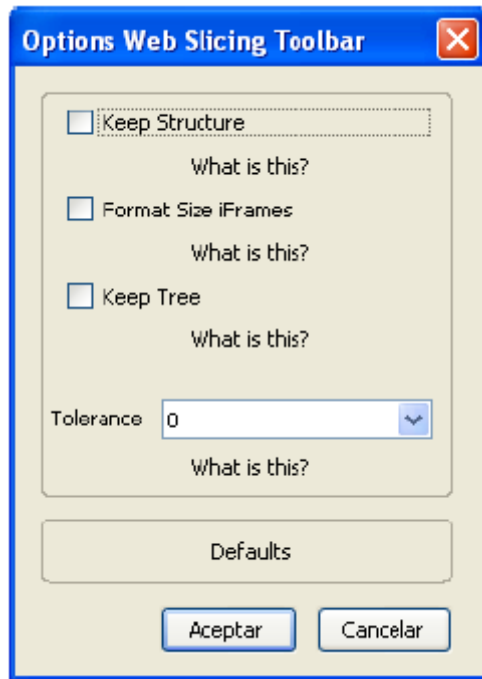 Options Web Slicing Toolbar
Keep Structure
What is this?
Format Size iFrames
What is this?
Keep Tree
What is this?
Tolerance 0
What is this?
Defaults
Aceptar Cancelar